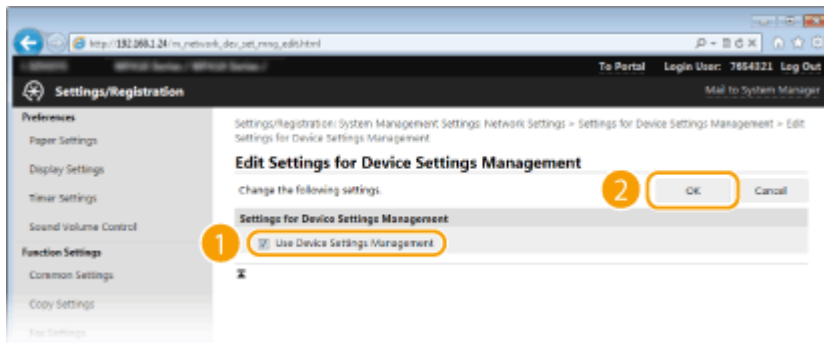 http://192.168.1.24/m_network_dev_set_mng_edit.html
To Portal Login User: 7654321 Log Out
Settings/Registration
Mail to System Manager
Preferences
Paper Settings
Display Settings
Timer Settings
Sound Volume Control
Function Settings
Common Settings
Copy Settings
Fax Settings
Settings/Registration: System Management Settings: Network Settings > Settings for Device Settings Management > Edit
Settings for Device Settings Management
Edit Settings for Device Settings Management
Change the following settings.
2
OK
Cancel
Settings for Device Settings Management
1
Use Device Settings Management